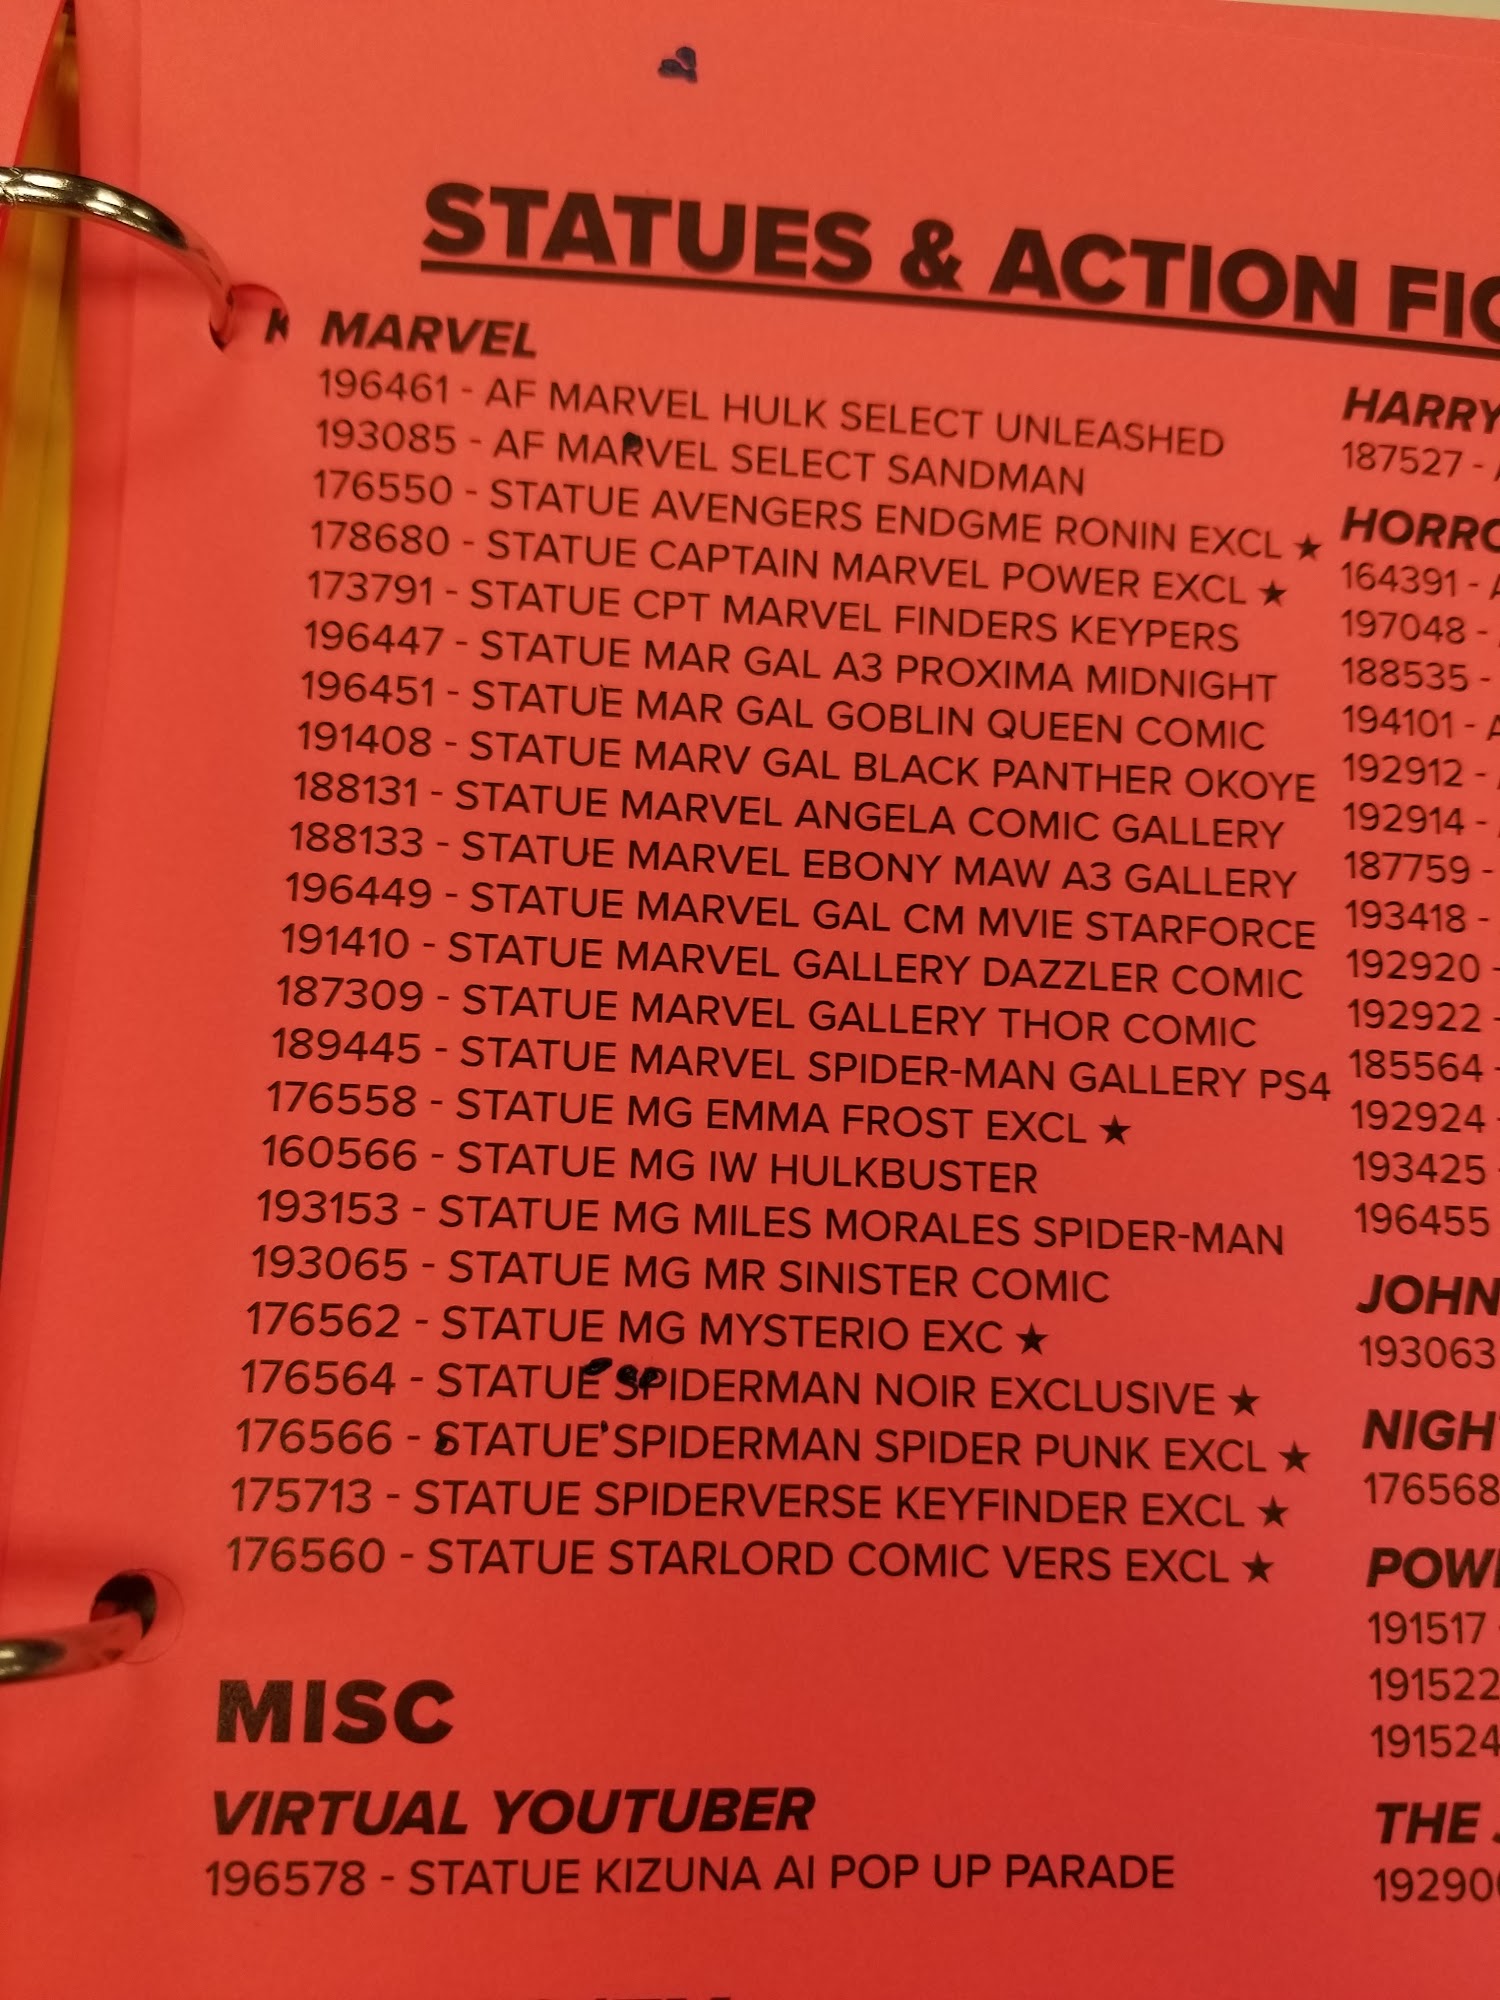 STATUES & ACTION
MARVEL
196461 - AF MARVEL HULK SELECT UNLEASHED
193085 - AF MARVEL SELECT SANDMAN
176550 - STATUE AVENGERS ENDGME RONIN EXCL ★
178680 - STATUE CAPTAIN MARVEL POWER EXCL ★
173791 - STATUE CPT MARVEL FINDERS KEYPERS
196447 - STATUE MAR GAL A3 PROXIMA MIDNIGHT
196451 - STATUE MAR GAL GOBLIN QUEEN COMIC
191408 - STATUE MARV GAL BLACK PANTHER OKOYE
188131 - STATUE MARVEL ANGELA COMIC GALLERY
188133 - STATUE MARVEL EBONY MAW A3 GALLERY
196449 - STATUE MARVEL GAL CM MVIE STARFORCE
191410 - STATUE MARVEL GALLERY DAZZLER COMIC
187309 - STATUE MARVEL GALLERY THOR COMIC
189445 - STATUE MARVEL SPIDER-MAN GALLERY PS4
176558 - STATUE MG EMMA FROST EXCL ★
160566 - STATUE MG IW HULKBUSTER
193153 - STATUE MG MILES MORALES SPIDER-MAN
193065 - STATUE MG MR SINISTER COMIC
176562 - STATUE MG MYSTERIO EXC ★
176564 - STATUE SPIDERMAN NOIR EXCLUSIVE ★
176566 - STATUE SPIDERMAN SPIDER PUNK EXCL ★
175713 - STATUE SPIDERVERSE KEYFINDER EXCL ★
176560 - STATUE STARLORD COMIC VERS EXCL ★
MISC
VIRTUAL YOUTUBER
196578 - STATUE KIZUNA AI POP UP PARADE
HARRY
187527 -
164391 -
197048 -
188535 -
194101 -
192912 -
192914 -
187759 -
193418 -
192920 -
192922 -
185564 -
192924 -
193425 -
196455
JOHN
193063
176568
191517 -
191522
191524
THE